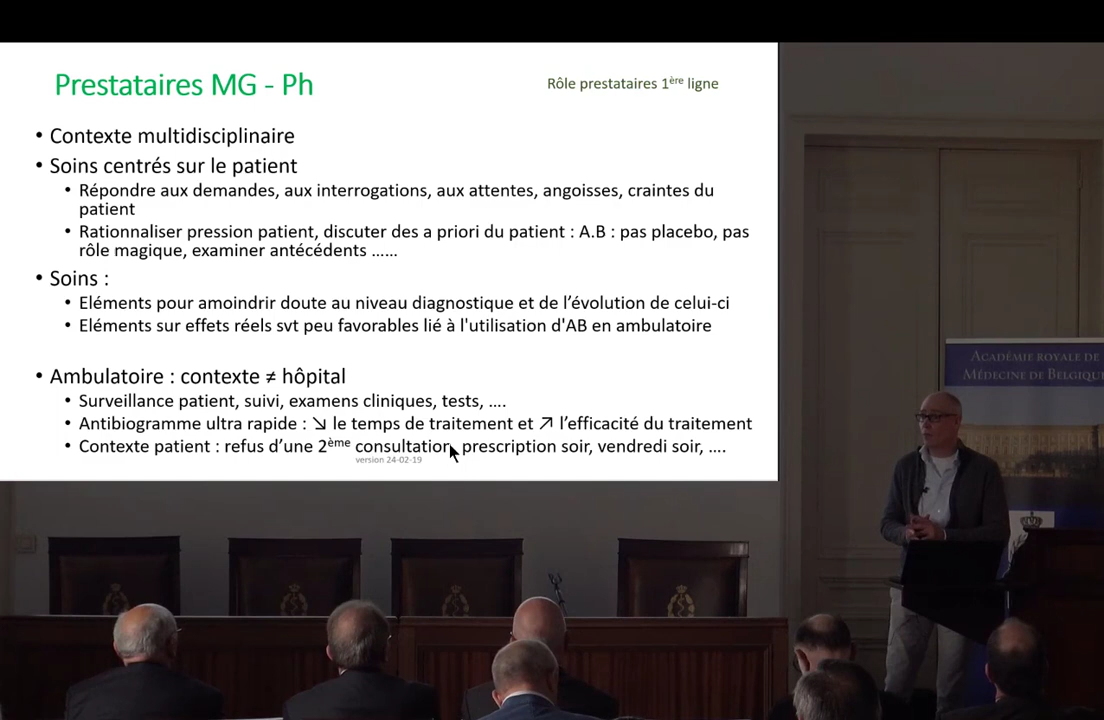 Prestataires MG - Ph
Rôle prestataires 1ère ligne
• Contexte multidisciplinaire
• Soins centrés sur le patient
• Répondre aux demandes, aux interrogations, aux attentes, angoisses, craintes du
patient
• Rationnaliser pression patient, discuter des a priori du patient : A.B : pas placebo, pas
rôle magique, examiner antécédents ......
• Soins :
• Eléments pour amoindrir doute au niveau diagnostique et de l'évolution de celui-ci
• Eléments sur effets réels svt peu favorables lié à l'utilisation d'AB en ambulatoire
• Ambulatoire : contexte ≠ hôpital
• Surveillance patient, suivi, examens cliniques, tests, ....
• Antibiogramme ultra rapide : ↘ le temps de traitement et ↗ l'efficacité du traitement
• Contexte patient : refus d'une 2ème consultation, prescription soir, vendredi soir, ....
version 24-02-19
ACADÉMIE ROYALE DE
MÉDECINE DE BELGIQUE